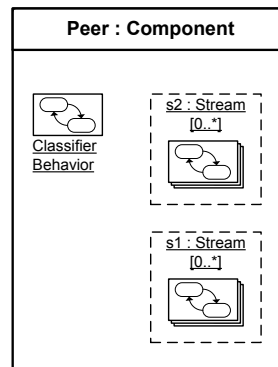 Peer : Component
Classifier
Behavior
s2 : Stream
[0..*]
s1 : Stream
[0..*]